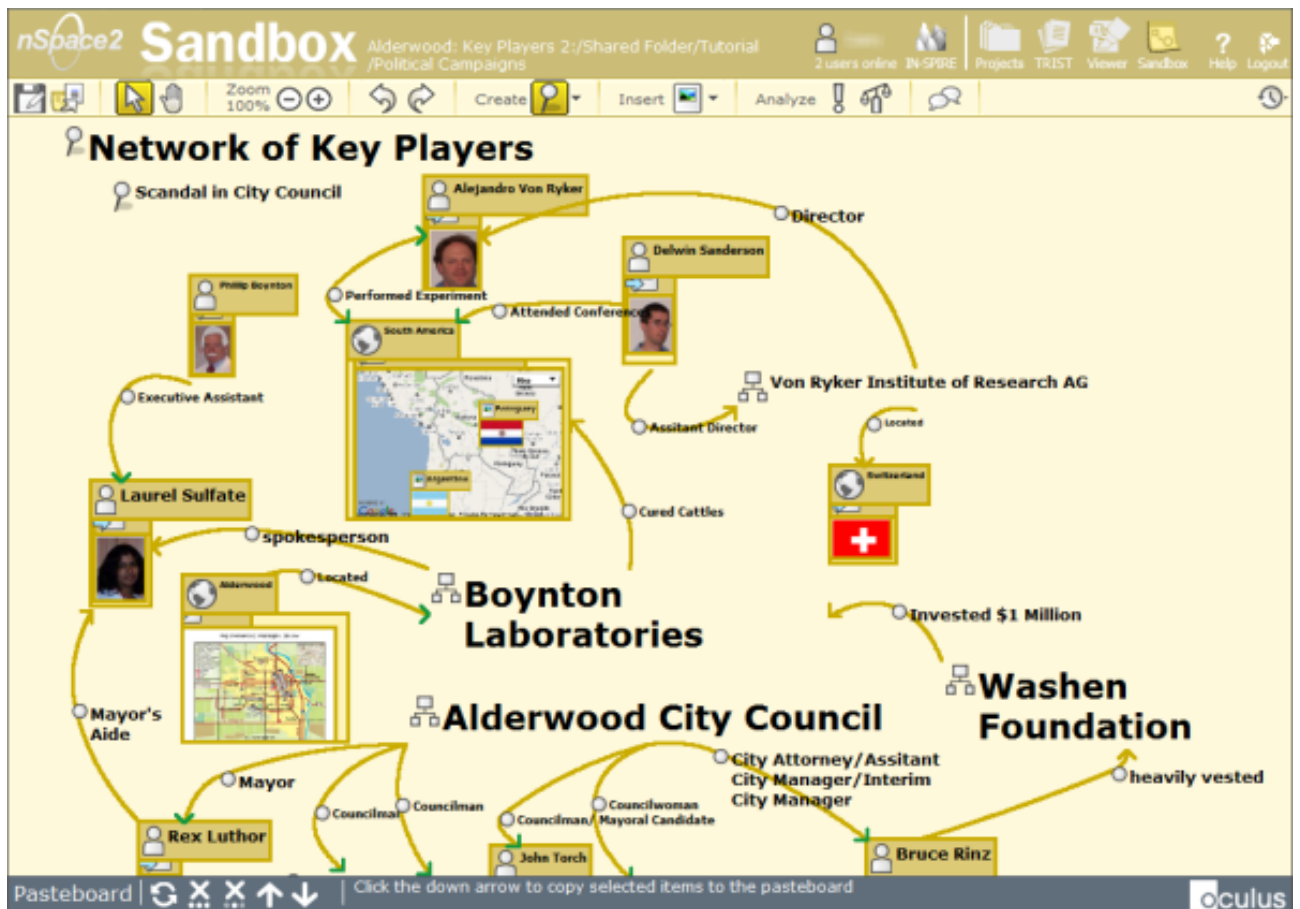 nSpace2 Sandbox
Alderwood: Key Players 2:/Shared Folder/Tutorial
/Political Campaigns
2 users online
IN-SPIRE
Projects
TRIST
Viewer
Sandbox
Help
Logout
Zoom
100%
Create
Insert
Analyze
Network of Key Players
Scandal in City Council
Alejandro Von Ryker
Director
Delwin Sanderson
Phillip Boynton
Performed Experiment
Attended Conference
South America
Von Ryker Institute of Research AG
Executive Assistant
Paraguay
Assitant Director
Located
Argentina
Google
Switzerland
Laurel Sulfate
Cured Cattles
spokesperson
Alderwood
Located
Boynton
Laboratories
Invested $1 Million
Washen
Foundation
Mayor's
Aide
Alderwood City Council
City Attorney/Assitant
City Manager/Interim
City Manager
Mayor
heavily vested
Councilman
Councilman
Councilwoman
Councilman/ Mayoral Candidate
Rex Luthor
John Torch
Bruce Rinz
Pasteboard
Click the down arrow to copy selected items to the pasteboard
oculus